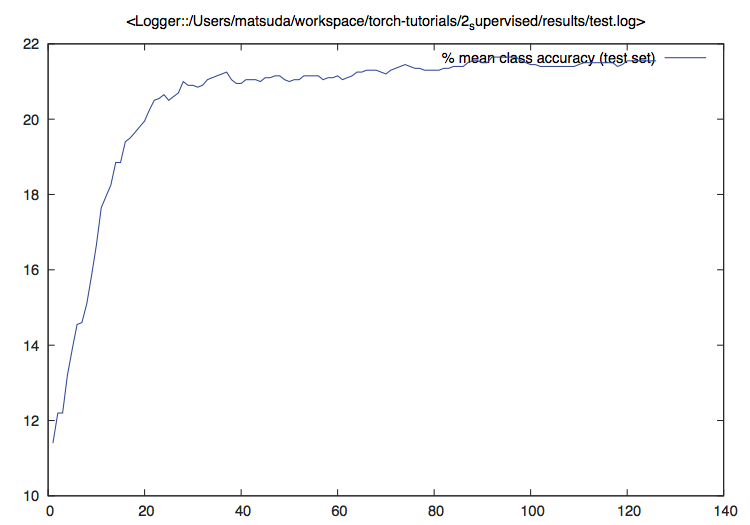 <Logger::/Users/matsuda/workspace/torch-tutorials/2supervised/results/test.log>
22
% mean class accuracy (test set)
20
18
16
14
12
10
0 20 40 60 80 100 120 140